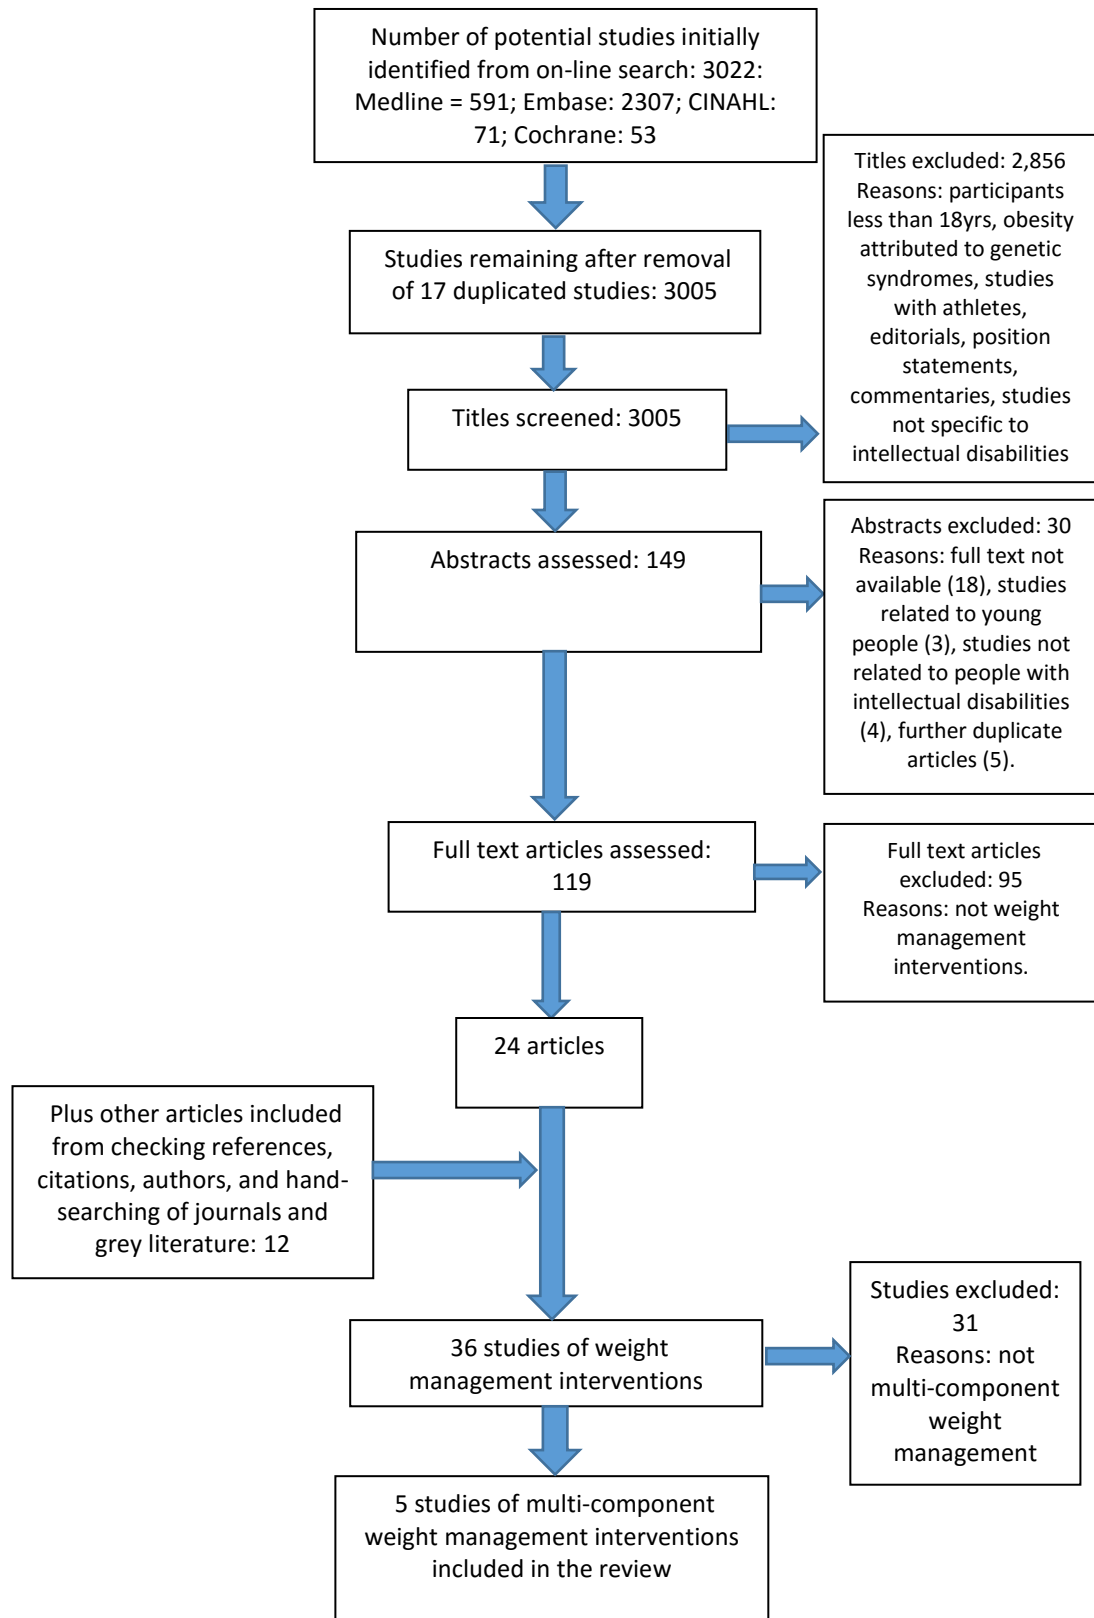 Number of potential studies initially
identified from on-line search: 3022:
Medline = 591; Embase: 2307; CINAHL:
71; Cochrane: 53
Titles excluded: 2,856
Reasons: participants
less than 18yrs, obesity
attributed to genetic
syndromes, studies
with athletes,
editorials, position
statements,
commentaries, studies
not specific to
intellectual disabilities
Studies remaining after removal
of 17 duplicated studies: 3005
Titles screened: 3005
Abstracts assessed: 149
Abstracts excluded: 30
Reasons: full text not
available (18), studies
related to young
people (3), studies not
related to people with
intellectual disabilities
(4), further duplicate
articles (5).
Full text articles assessed:
119
Full text articles
excluded: 95
Reasons: not weight
management
interventions.
24 articles
Plus other articles included
from checking references,
citations, authors, and hand-
searching of journals and
grey literature: 12
36 studies of weight
management interventions
Studies excluded:
31
Reasons: not
multi-component
weight
management
5 studies of multi-component
weight management interventions
included in the review